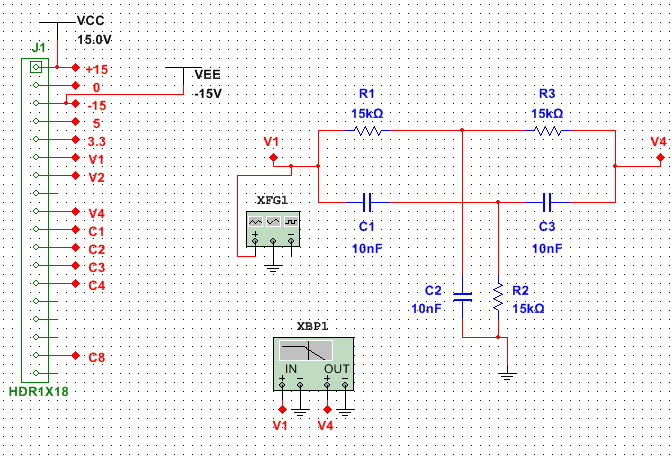 VCC
15.0V
J1
+15
0
-15
5
3.3
V1
V2
V4
C1
C2
C3
C4
C8
HDR1X18
VEE
-15V
R1
15kΩ
R3
15kΩ
V1
V4
XFG1
+ −
C1
10nF
C3
10nF
C2
10nF
R2
15kΩ
XBP1
IN OUT
+ − + −
V1 V4